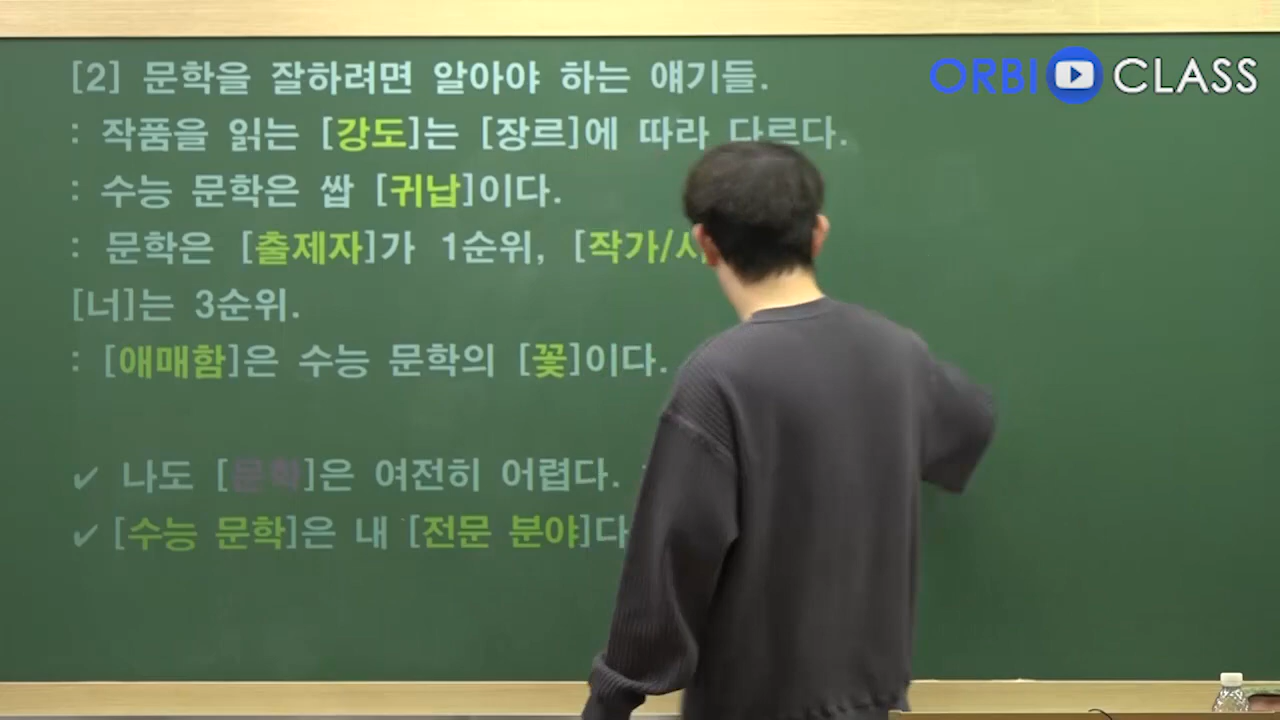 [2] 문학을 잘하려면 알아야 하는 얘기들.
ORBI CLASS
: 작품을 읽는 [강도]는 [장르]에 따라 다르다.
: 수능 문학은 쌉 [귀납]이다.
: 문학은 [출제자]가 1순위, [작가/
[너]는 3순위.
: [애매함]은 수능 문학의 [꽃]이다.
✓ 나도 [문학]은 여전히 어렵다.
✓ [수능 문학]은 내 [전문 분야]다